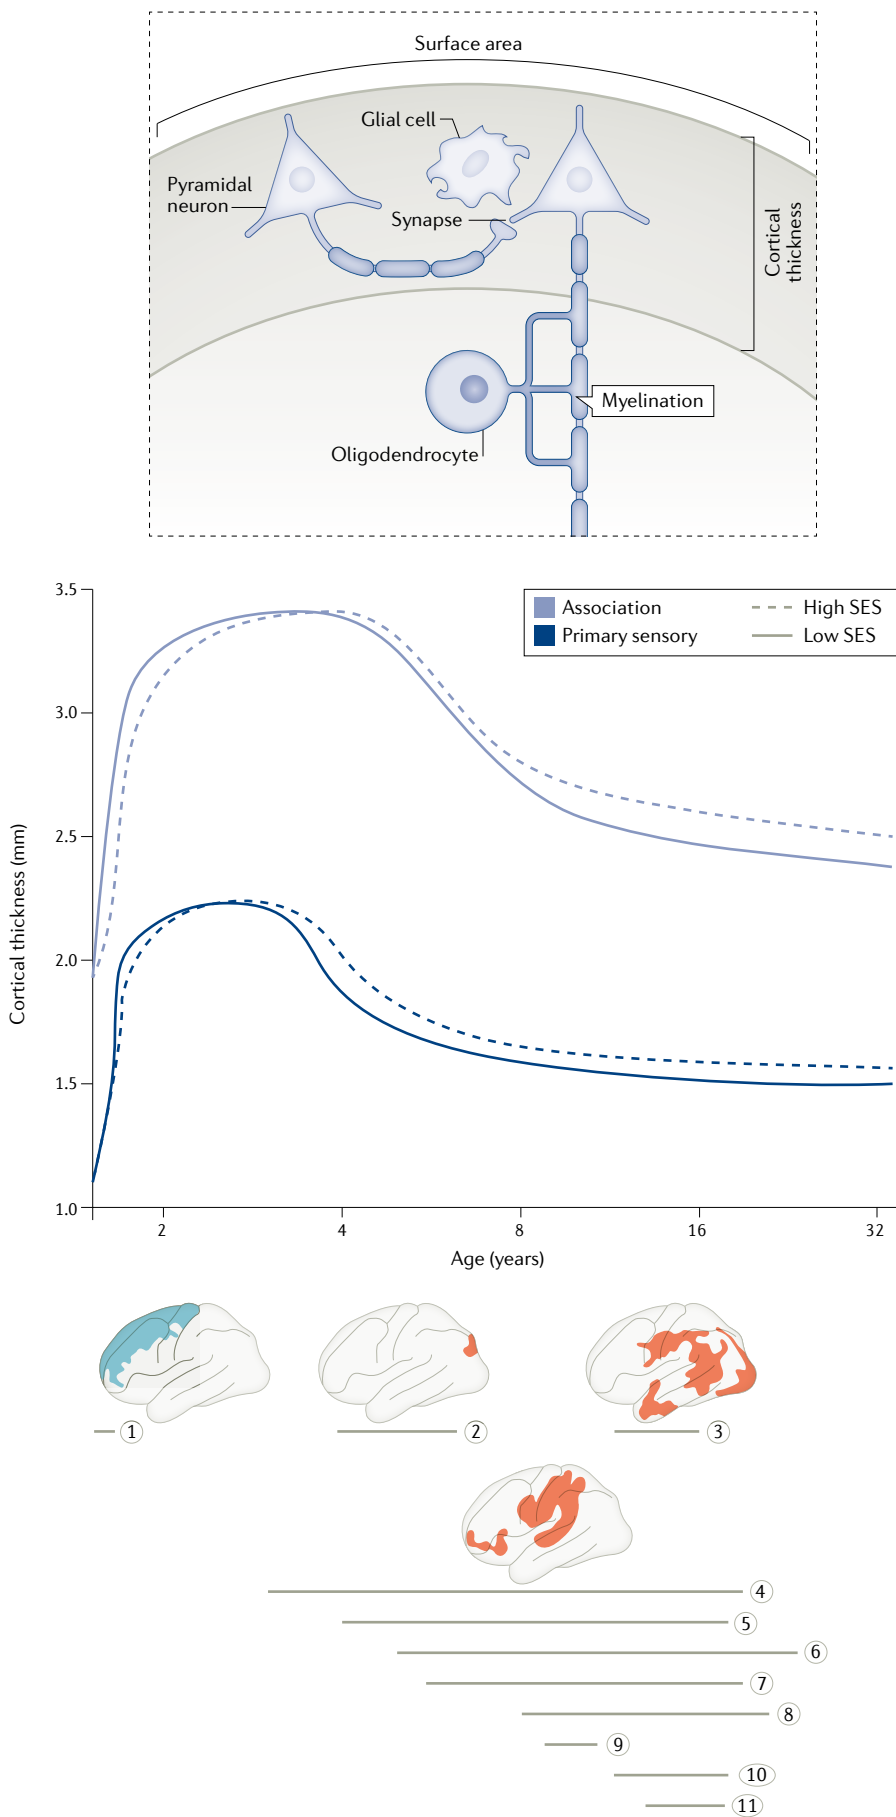 Surface area
Glial cell
Pyramidal
neuron
Synapse
Cortical
thickness
Myelination
Oligodendrocyte
3.5
3.0
2.5
2.0
1.5
1.0
Cortical thickness (mm)
Association
Primary sensory
High SES
Low SES
2 4 8 16 32
Age (years)
1 2 3
4
5
6
7
8
9
10
11